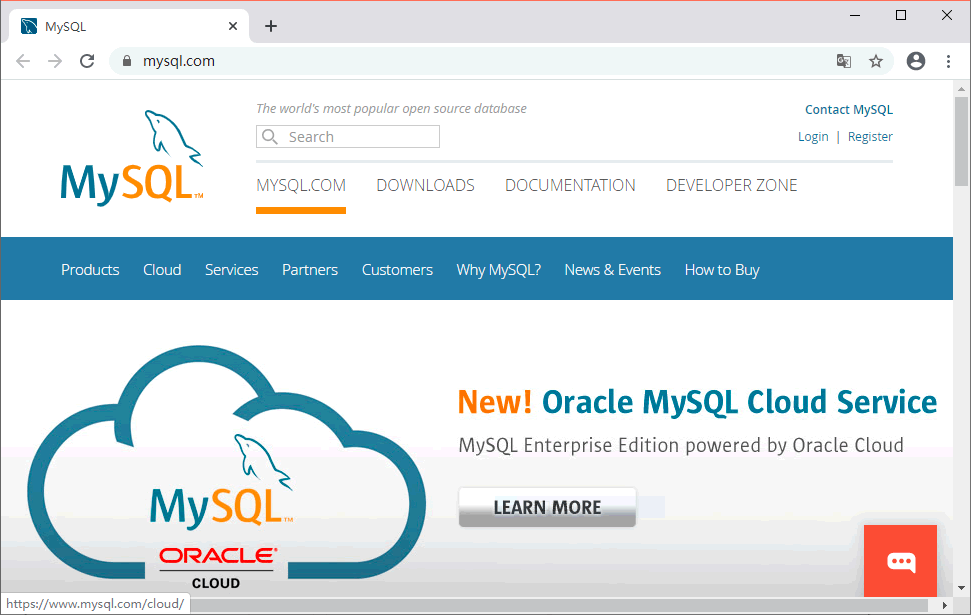 MySQL
mysql.com
The world's most popular open source database
Contact MySQL
Search
Login | Register
MySQL™
MYSQL.COM DOWNLOADS DOCUMENTATION DEVELOPER ZONE
Products Cloud Services Partners Customers Why MySQL? News & Events How to Buy
New! Oracle MySQL Cloud Service
MySQL Enterprise Edition powered by Oracle Cloud
LEARN MORE
MySQL™
ORACLE®
CLOUD
https://www.mysql.com/cloud/